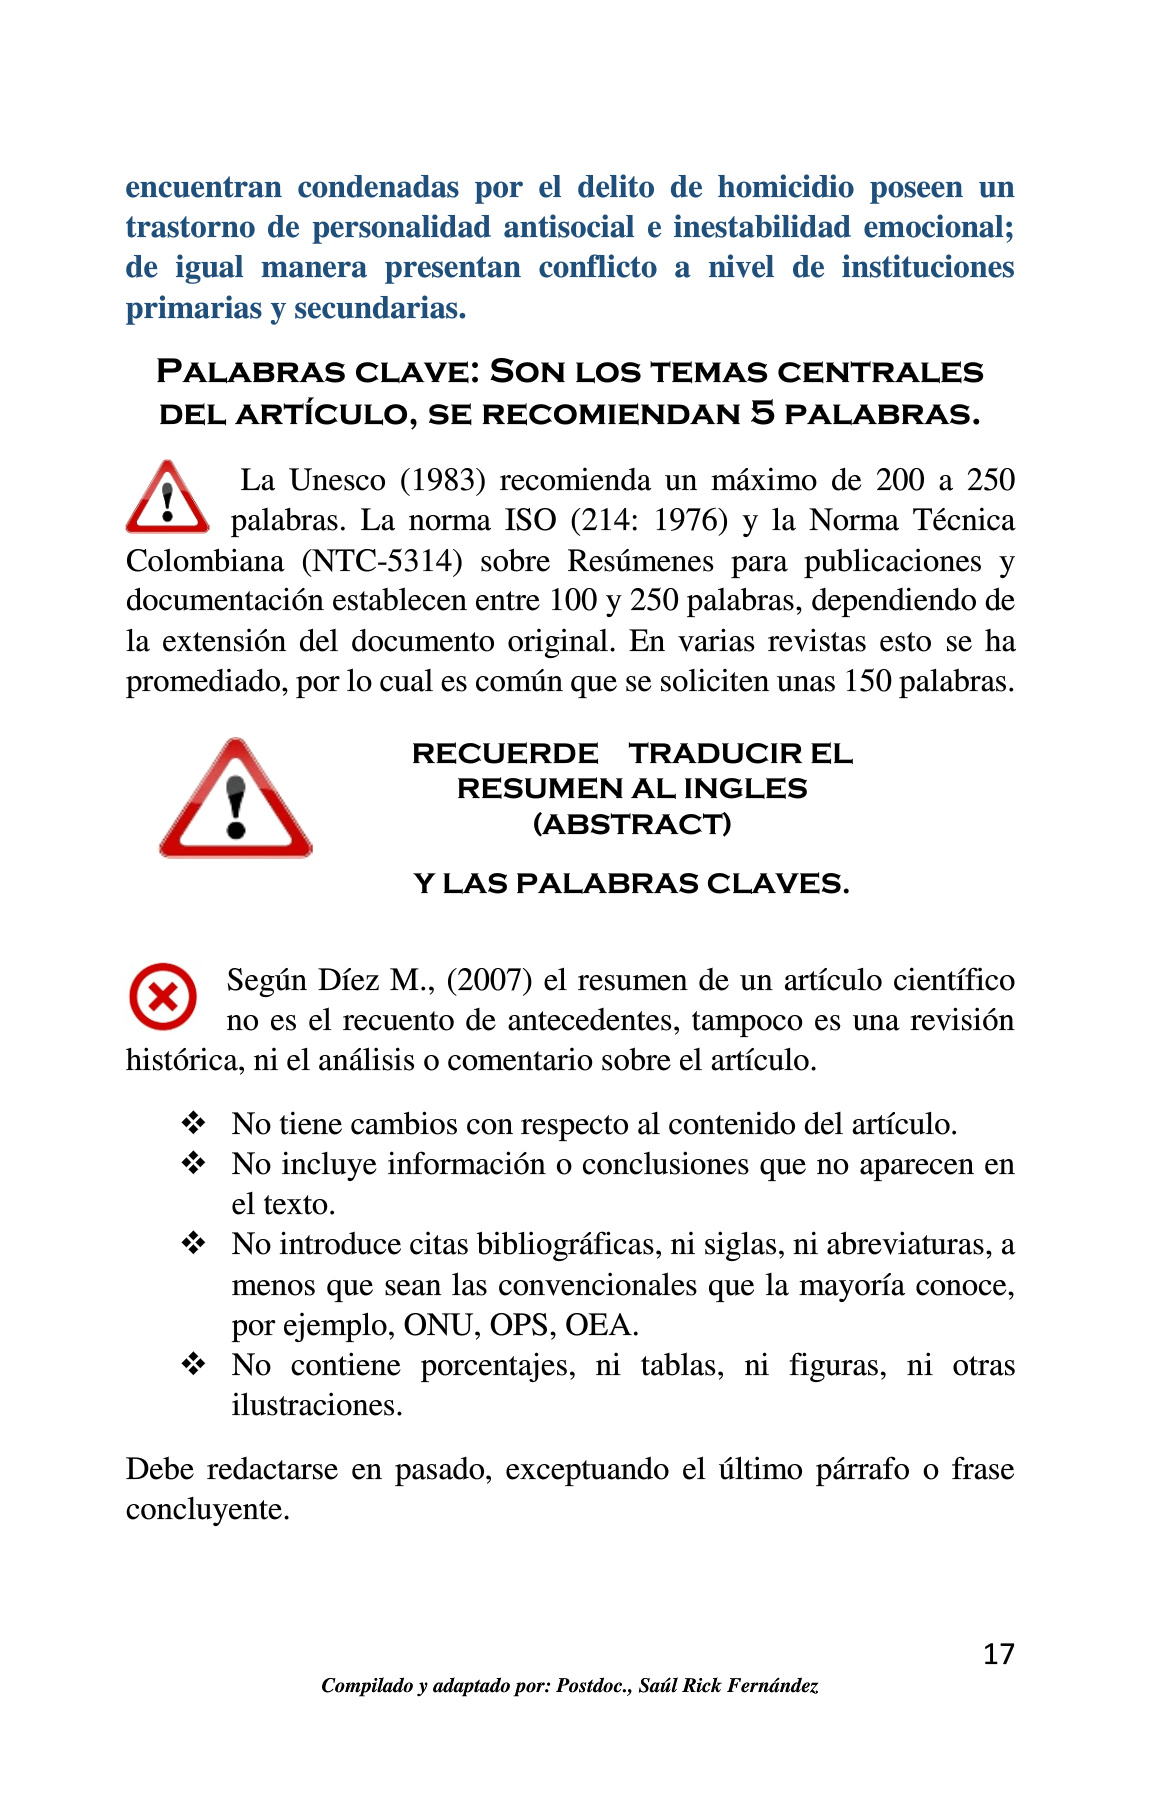 encuentran condenadas por el delito de homicidio poseen un
trastorno de personalidad antisocial e inestabilidad emocional;
de igual manera presentan conflicto a nivel de instituciones
primarias y secundarias.
Palabras clave: Son los temas centrales
del artículo, se recomiendan 5 palabras.
La Unesco (1983) recomienda un máximo de 200 a 250
palabras. La norma ISO (214: 1976) y la Norma Técnica
Colombiana (NTC-5314) sobre Resúmenes para publicaciones y
documentación establecen entre 100 y 250 palabras, dependiendo de
la extensión del documento original. En varias revistas esto se ha
promediado, por lo cual es común que se soliciten unas 150 palabras.
RECUERDE TRADUCIR EL
RESUMEN AL INGLES
(ABSTRACT)
Y LAS PALABRAS CLAVES.
Según Díez M., (2007) el resumen de un artículo científico
no es el recuento de antecedentes, tampoco es una revisión
histórica, ni el análisis o comentario sobre el artículo.
❖ No tiene cambios con respecto al contenido del artículo.
❖ No incluye información o conclusiones que no aparecen en
el texto.
❖ No introduce citas bibliográficas, ni siglas, ni abreviaturas, a
menos que sean las convencionales que la mayoría conoce,
por ejemplo, ONU, OPS, OEA.
❖ No contiene porcentajes, ni tablas, ni figuras, ni otras
ilustraciones.
Debe redactarse en pasado, exceptuando el último párrafo o frase
concluyente.
17
Compilado y adaptado por: Postdoc., Saúl Rick Fernández